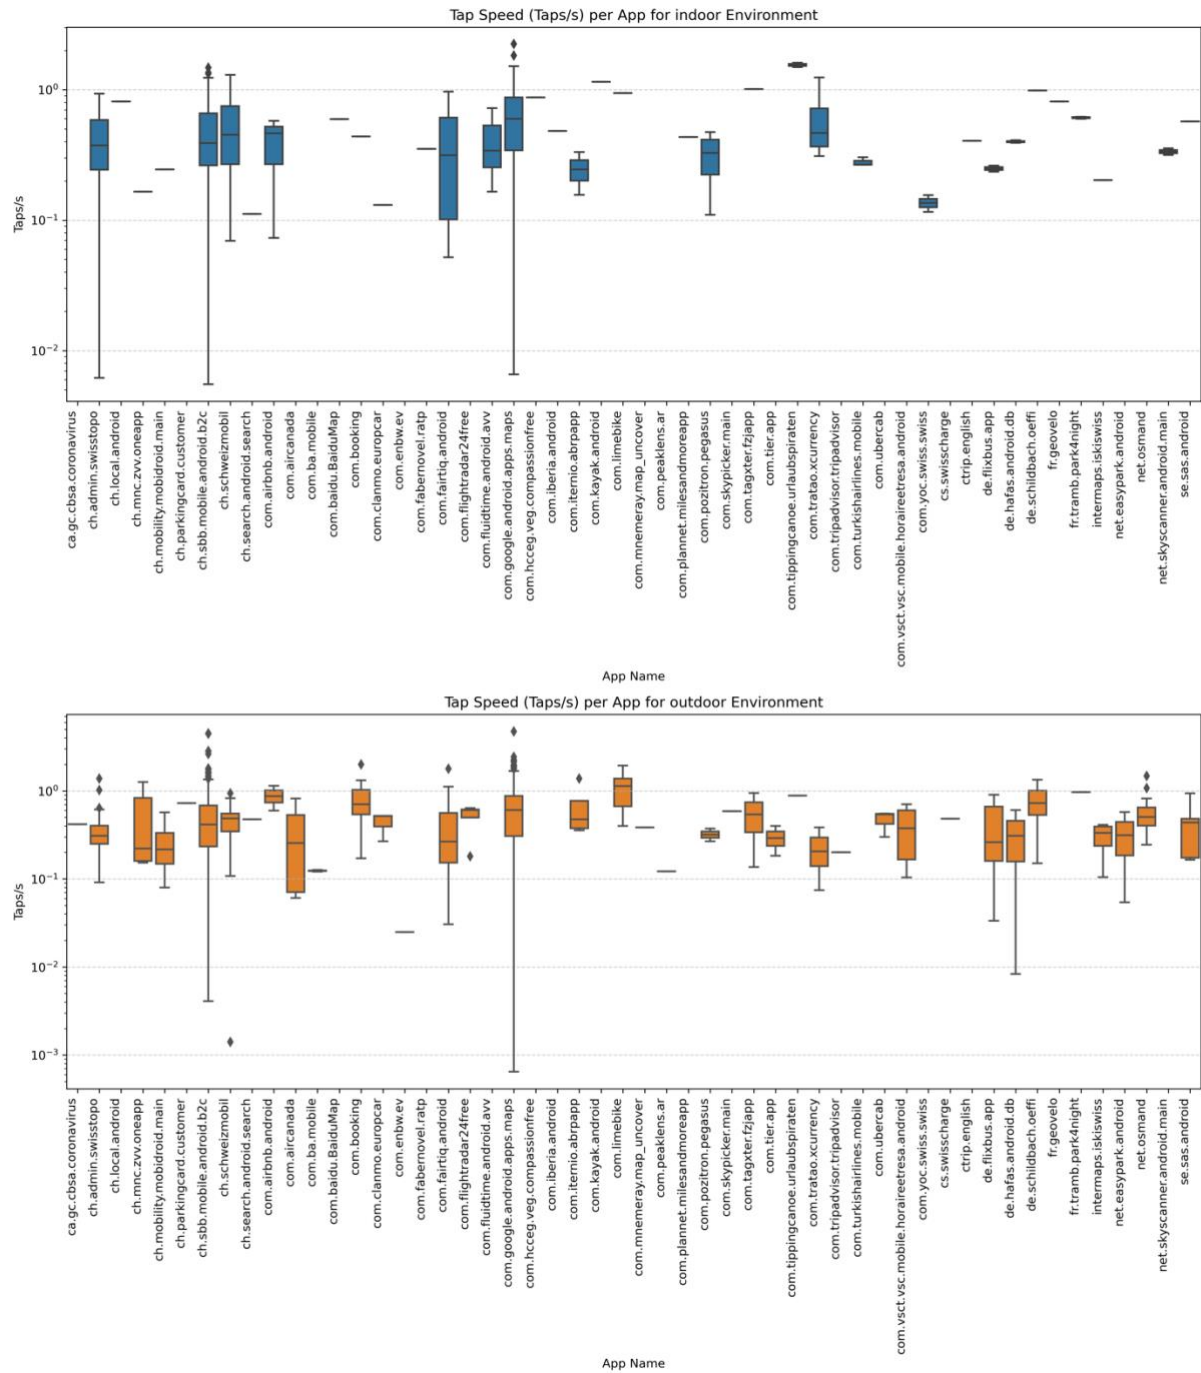 Tap Speed (Taps/s) per App for indoor Environment
10⁰
10⁻¹
10⁻²
Taps/s
ca.gc.cbsa.coronavirus
ch.admin.swisstopo
ch.local.android
ch.mnc.zvv.oneapp
ch.mobility.mobidroid.main
ch.parkingcard.customer
ch.sbb.mobile.android.b2c
ch.schweizmobil
ch.search.android.search
com.airbnb.android
com.aircanada
com.ba.mobile
com.baidu.BaiduMap
com.booking
com.clanmo.europcar
com.enbw.ev
com.fabernovel.ratp
com.fairtiq.android
com.flightradar24free
com.fluidtime.android.avv
com.google.android.apps.maps
com.hcceg.veg.compassionfree
com.iberia.android
com.iternio.abrpapp
com.kayak.android
com.limebike
com.mnemeray.map_uncover
com.peaklens.ar
com.plannet.milesandmoreapp
com.pozitron.pegasus
com.skypicker.main
com.tagxter.fzjapp
com.tier.app
com.tippingcanoe.urlaubspiraten
com.tratao.xcurrency
com.tripadvisor.tripadvisor
com.turkishairlines.mobile
com.ubercab
com.vsct.vsc.mobile.horaireetresa.android
com.yoc.swiss.swiss
cs.swisscharge
ctrip.english
de.flixbus.app
de.hafas.android.db
de.schildbach.oeffi
fr.geovelo
fr.tramb.park4night
intermaps.iskiswiss
net.easypark.android
net.osmand
net.skyscanner.android.main
se.sas.android
App Name
Tap Speed (Taps/s) per App for outdoor Environment
10⁰
10⁻¹
10⁻²
10⁻³
Taps/s
ca.gc.cbsa.coronavirus
ch.admin.swisstopo
ch.local.android
ch.mnc.zvv.oneapp
ch.mobility.mobidroid.main
ch.parkingcard.customer
ch.sbb.mobile.android.b2c
ch.schweizmobil
ch.search.android.search
com.airbnb.android
com.aircanada
com.ba.mobile
com.baidu.BaiduMap
com.booking
com.clanmo.europcar
com.enbw.ev
com.fabernovel.ratp
com.fairtiq.android
com.flightradar24free
com.fluidtime.android.avv
com.google.android.apps.maps
com.hcceg.veg.compassionfree
com.iberia.android
com.iternio.abrpapp
com.kayak.android
com.limebike
com.mnemeray.map_uncover
com.peaklens.ar
com.plannet.milesandmoreapp
com.pozitron.pegasus
com.skypicker.main
com.tagxter.fzjapp
com.tier.app
com.tippingcanoe.urlaubspiraten
com.tratao.xcurrency
com.tripadvisor.tripadvisor
com.turkishairlines.mobile
com.ubercab
com.vsct.vsc.mobile.horaireetresa.android
com.yoc.swiss.swiss
cs.swisscharge
ctrip.english
de.flixbus.app
de.hafas.android.db
de.schildbach.oeffi
fr.geovelo
fr.tramb.park4night
intermaps.iskiswiss
net.easypark.android
net.osmand
net.skyscanner.android.main
se.sas.android
App Name